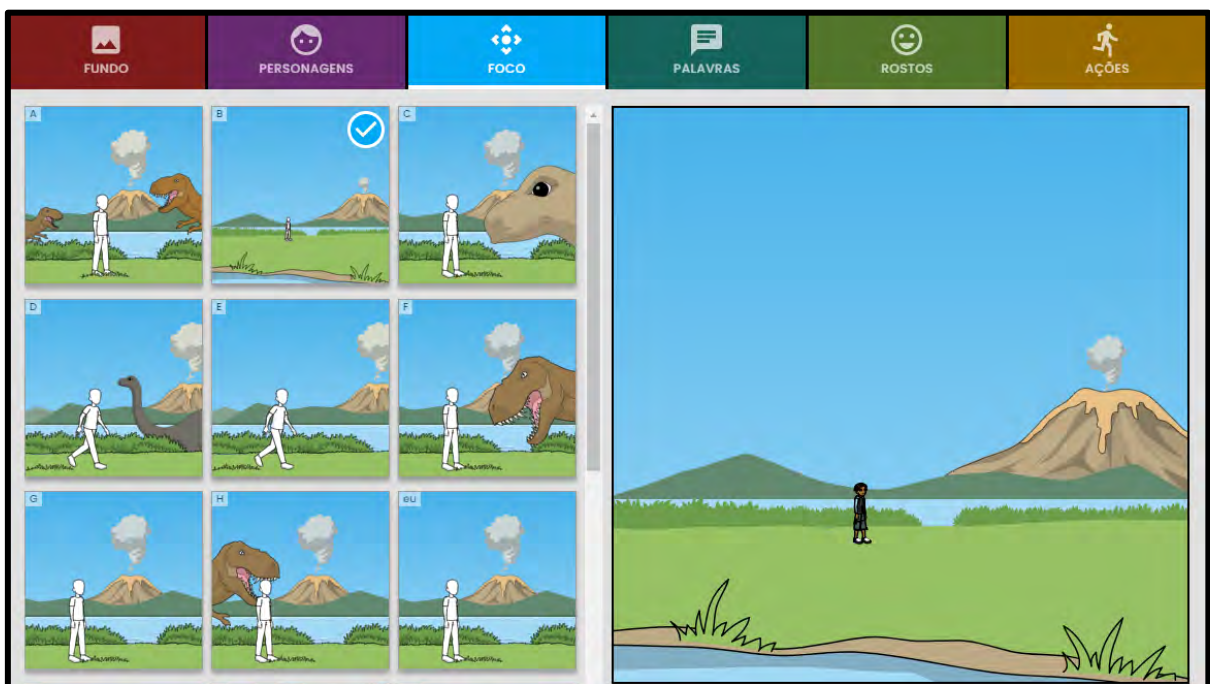 FUNDO
PERSONAGENS
FOCO
PALAVRAS
ROSTOS
AÇÕES
A
B
C
D
E
F
G
H
eu